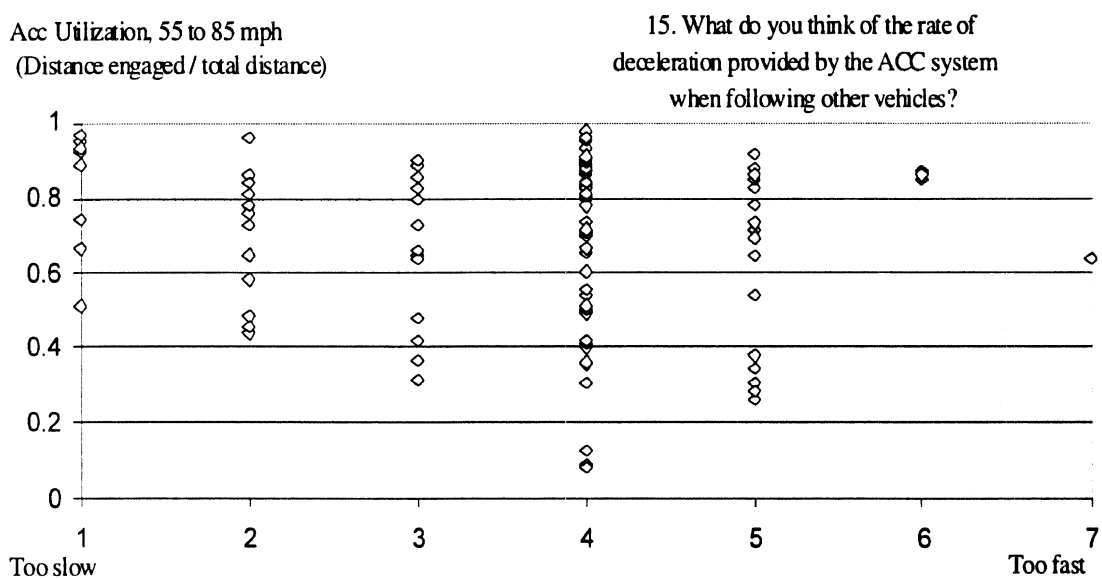 Acc Utilization, 55 to 85 mph
(Distance engaged / total distance)
15. What do you think of the rate of
deceleration provided by the ACC system
when following other vehicles?
1
0.8
0.6
0.4
0.2
0
1 2 3 4 5 6 7
Too slow Too fast